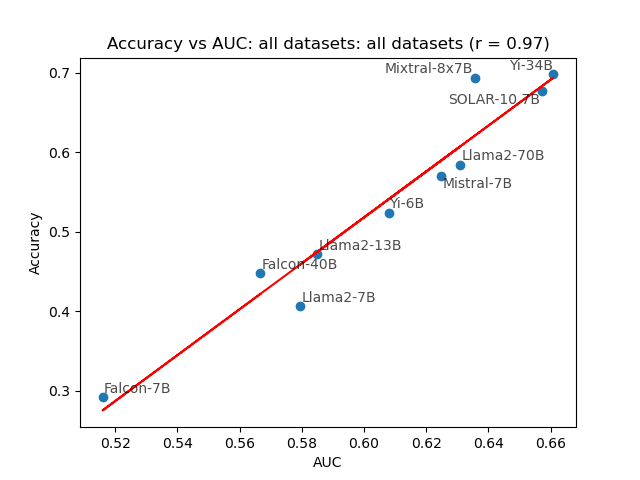 Accuracy vs AUC: all datasets: all datasets (r = 0.97)
Accuracy
0.7
0.6
0.5
0.4
0.3
Mixtral-8x7B
Yi-34B
SOLAR-10.7B
Llama2-70B
Mistral-7B
Yi-6B
Llama2-13B
Falcon-40B
Llama2-7B
Falcon-7B
0.52 0.54 0.56 0.58 0.60 0.62 0.64 0.66
AUC